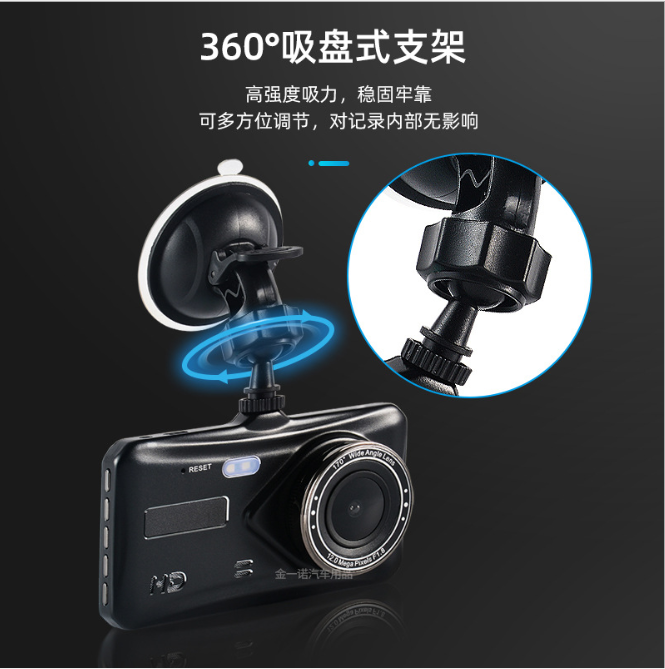 360°吸盘式支架
高强度吸力，稳固牢靠
可多方位调节，对记录内部无影响
RESET
170° Wide Angle Lens
12.0 Mega Pixels F1.8
HD
金一诺汽车用品